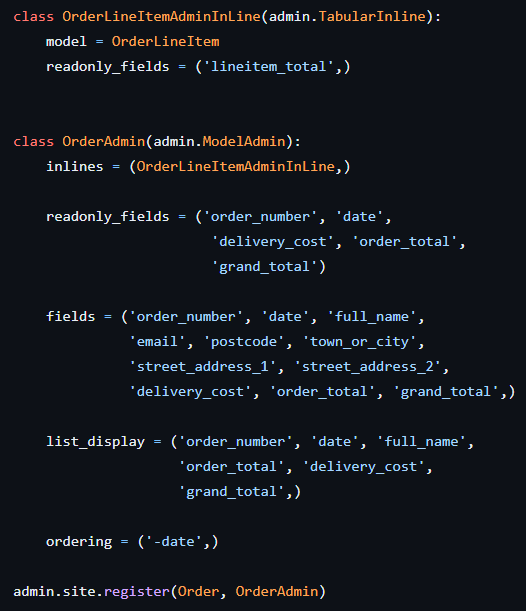 class OrderLineItemAdminInLine(admin.TabularInline):
    model = OrderLineItem
    readonly_fields = ('lineitem_total',)
class OrderAdmin(admin.ModelAdmin):
    inlines = (OrderLineItemAdminInLine,)
    readonly_fields = ('order_number', 'date',
                        'delivery_cost', 'order_total',
                        'grand_total')
    fields = ('order_number', 'date', 'full_name',
              'email', 'postcode', 'town_or_city',
              'street_address_1', 'street_address_2',
              'delivery_cost', 'order_total', 'grand_total',)
    list_display = ('order_number', 'date', 'full_name',
                    'order_total', 'delivery_cost',
                    'grand_total',)
    ordering = ('-date',)
admin.site.register(Order, OrderAdmin)